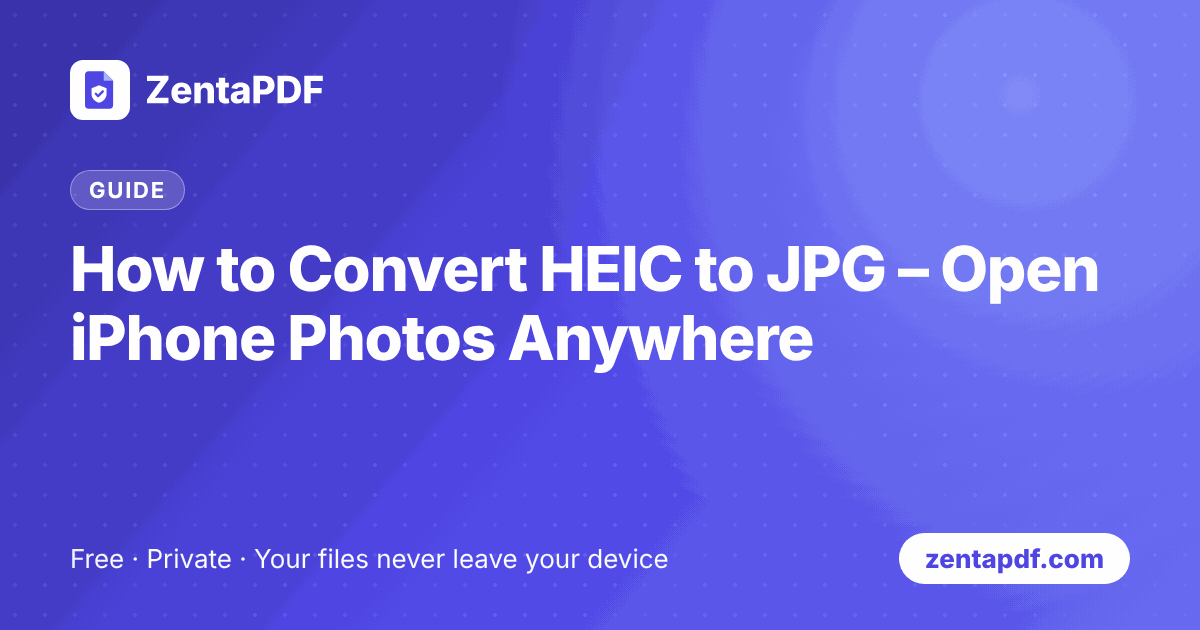 ZentaPDF
GUIDE
How to Convert HEIC to JPG – Open
iPhone Photos Anywhere
Free · Private · Your files never leave your device
zentapdf.com